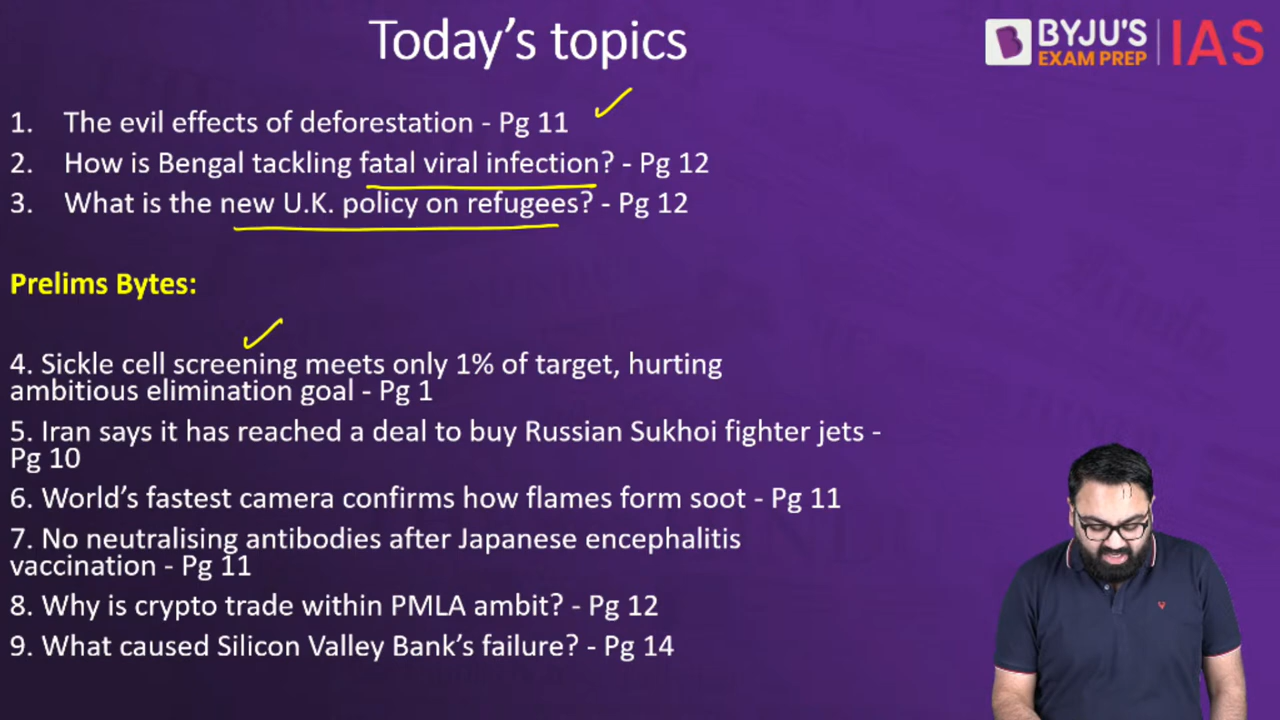 Today's topics
BYJU'S
EXAM PREP
IAS
1. The evil effects of deforestation - Pg 11
2. How is Bengal tackling fatal viral infection? - Pg 12
3. What is the new U.K. policy on refugees? - Pg 12
Prelims Bytes:
4. Sickle cell screening meets only 1% of target, hurting
ambitious elimination goal - Pg 1
5. Iran says it has reached a deal to buy Russian Sukhoi fighter jets -
Pg 10
6. World's fastest camera confirms how flames form soot - Pg 11
7. No neutralising antibodies after Japanese encephalitis
vaccination - Pg 11
8. Why is crypto trade within PMLA ambit? - Pg 12
9. What caused Silicon Valley Bank's failure? - Pg 14